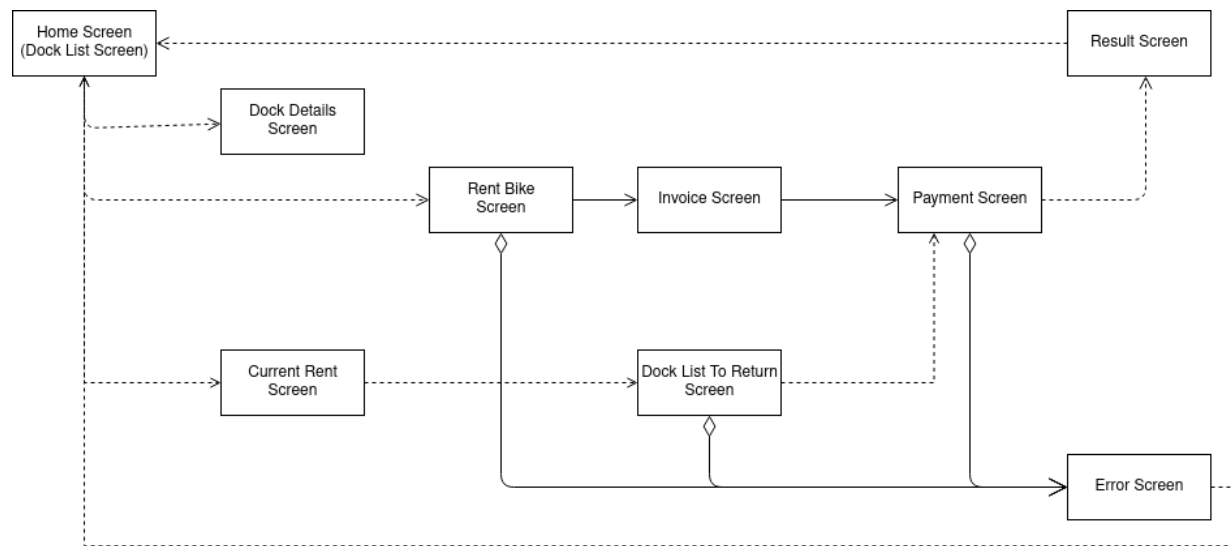 Home Screen
(Dock List Screen)
Result Screen
Dock Details
Screen
Rent Bike
Screen
Invoice Screen
Payment Screen
Current Rent
Screen
Dock List To Return
Screen
Error Screen